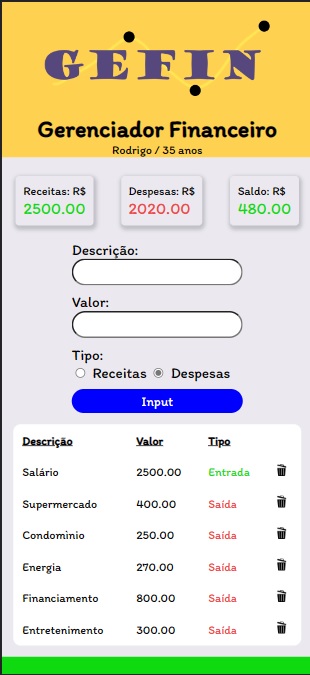 GEFIN
Gerenciador Financeiro
Rodrigo / 35 anos
Receitas: R$ Despesas: R$ Saldo: R$
2500.00 2020.00 480.00
Descrição:
Valor:
Tipo:
Receitas Despesas
Input
Descrição Valor Tipo
Salário 2500.00 Entrada
Supermercado 400.00 Saída
Condomìnio 250.00 Saída
Energia 270.00 Saída
Financiamento 800.00 Saída
Entretenimento 300.00 Saída